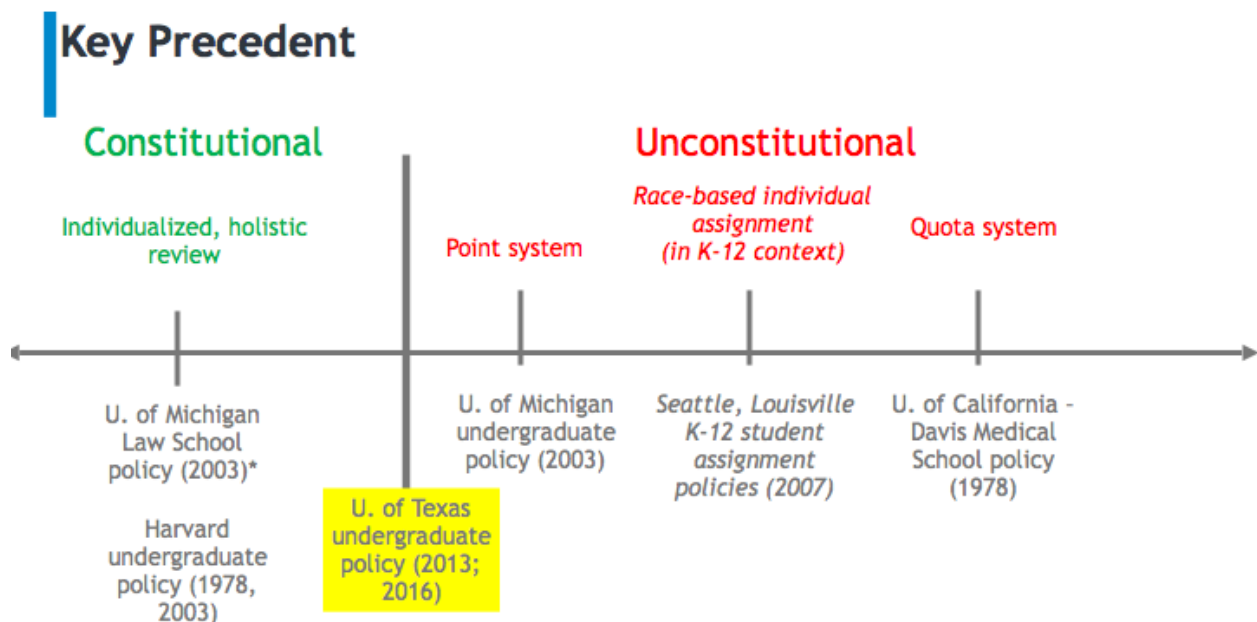 Key Precedent
Constitutional
Unconstitutional
Individualized, holistic
review
Point system
Race-based individual
assignment
(in K-12 context)
Quota system
U. of Michigan
Law School
policy (2003)*
Harvard
undergraduate
policy (1978,
2003)
U. of Texas
undergraduate
policy (2013;
2016)
U. of Michigan
undergraduate
policy (2003)
Seattle, Louisville
K-12 student
assignment
policies (2007)
U. of California –
Davis Medical
School policy
(1978)